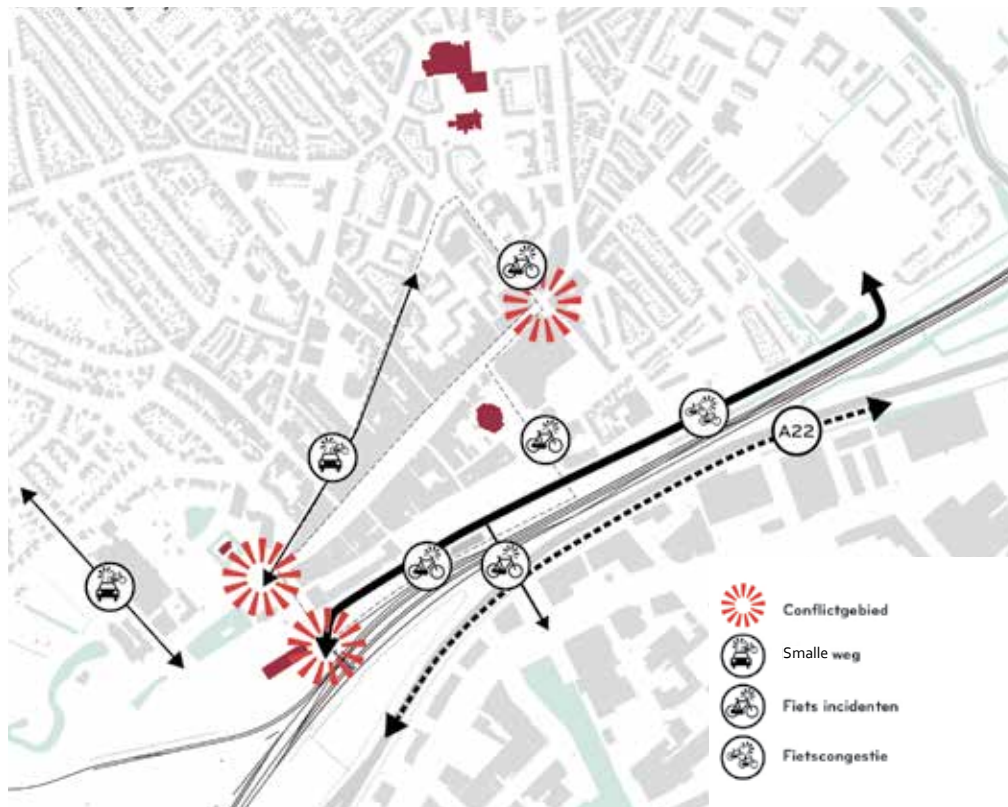 A22
Conflictgebied
Smalle weg
Fiets incidenten
Fietscongestie